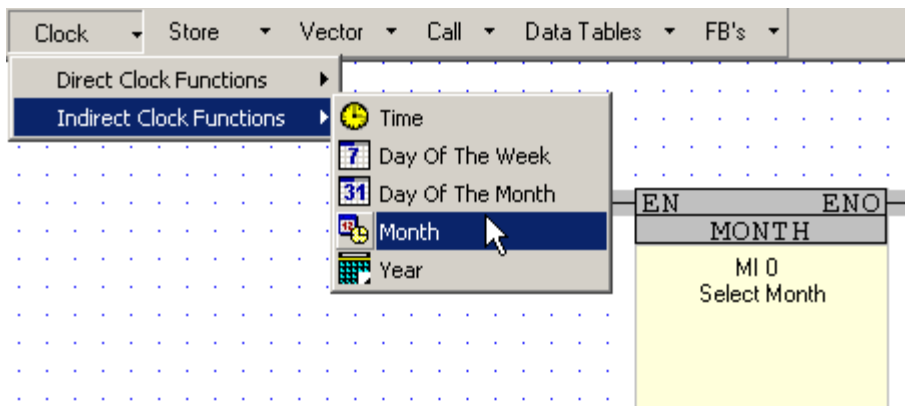 Clock Store Vector Call Data Tables FB's
Direct Clock Functions
Indirect Clock Functions
Time
7 Day Of The Week
31 Day Of The Month
12 Month
Year
EN ENO
MONTH
MI 0
Select Month